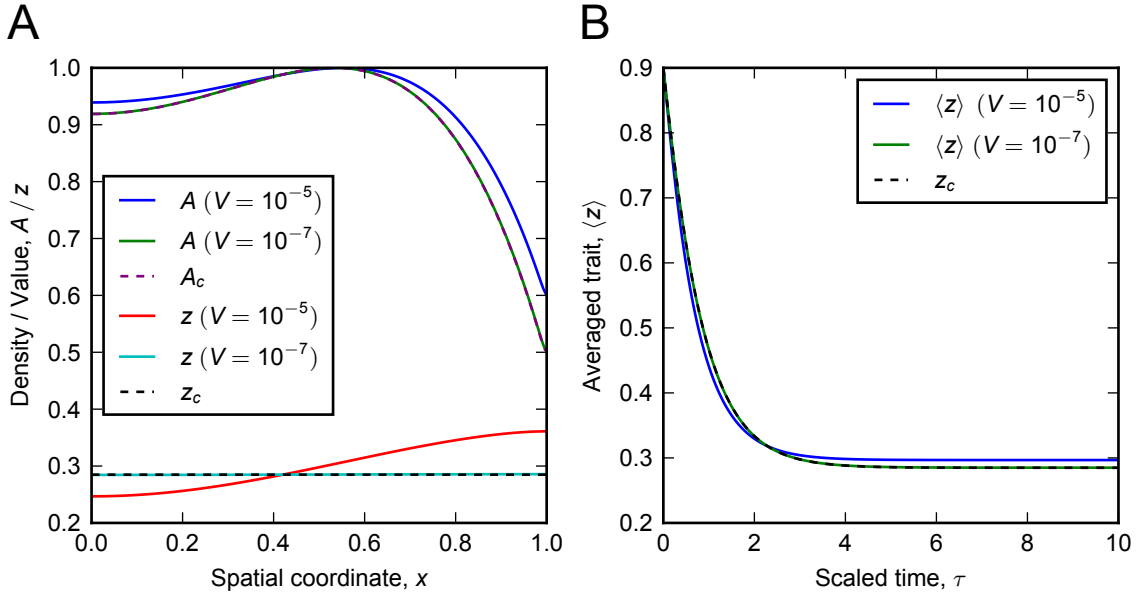 A
Density / Value, A / z
1.0
0.9
0.8
0.7
0.6
0.5
0.4
0.3
0.2
A (V = 10⁻⁵)
A (V = 10⁻⁷)
A_c
z (V = 10⁻⁵)
z (V = 10⁻⁷)
z_c
0.0 0.2 0.4 0.6 0.8 1.0
Spatial coordinate, x
B
Averaged trait, ⟨z⟩
0.9
0.8
0.7
0.6
0.5
0.4
0.3
0.2
⟨z⟩ (V = 10⁻⁵)
⟨z⟩ (V = 10⁻⁷)
z_c
0 2 4 6 8 10
Scaled time, τ